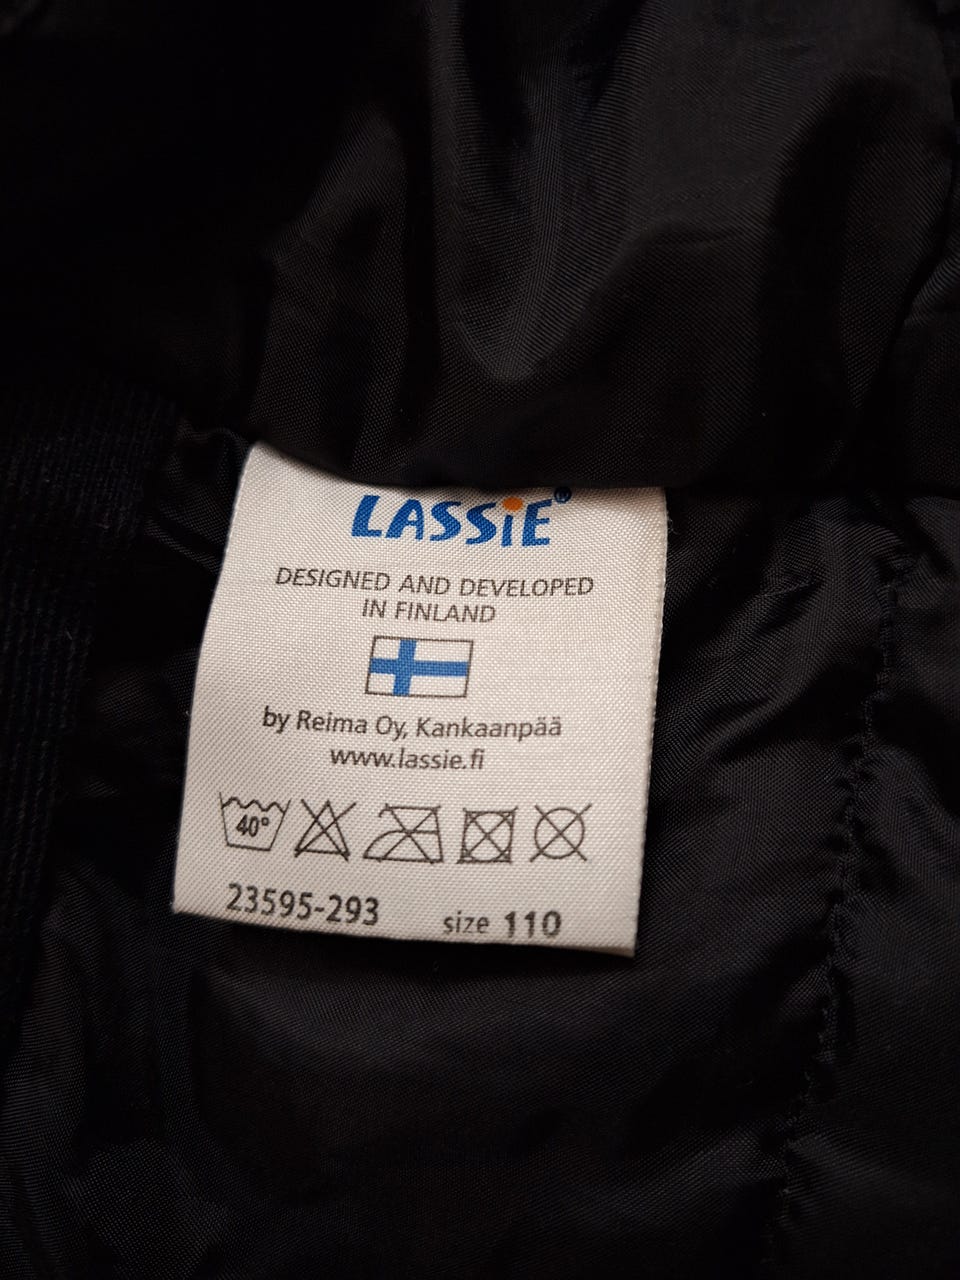 LASSiE®
DESIGNED AND DEVELOPED
IN FINLAND
by Reima Oy, Kankaanpää
www.lassie.fi
40°
23595-293 size 110